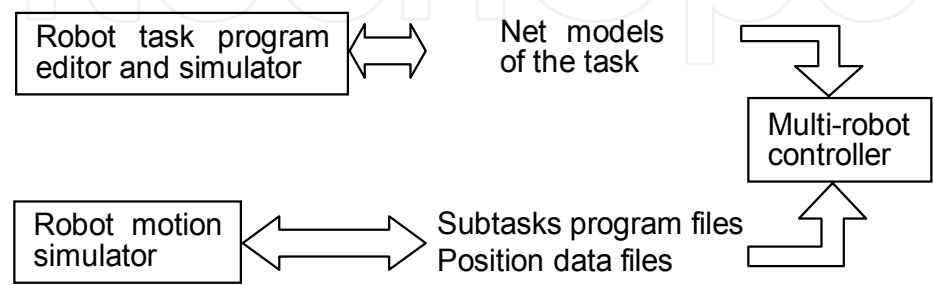 Robot task program
editor and simulator
Net models
of the task
Multi-robot
controller
Robot motion
simulator
Subtasks program files
Position data files